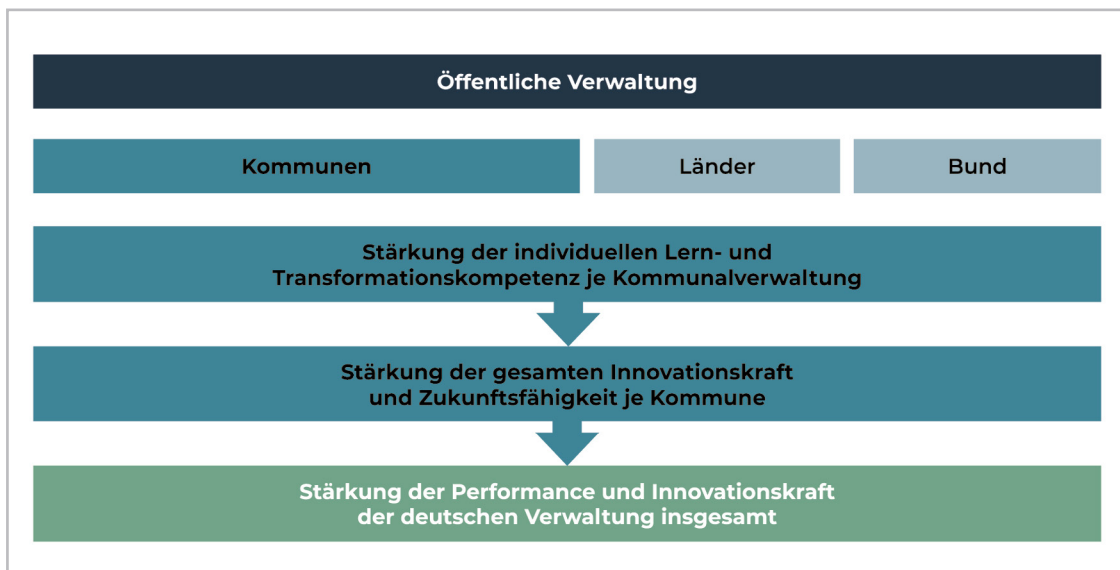 Öffentliche Verwaltung
Kommunen
Länder
Bund
Stärkung der individuellen Lern- und
Transformationskompetenz je Kommunalverwaltung
Stärkung der gesamten Innovationskraft
und Zukunftsfähigkeit je Kommune
Stärkung der Performance und Innovationskraft
der deutschen Verwaltung insgesamt